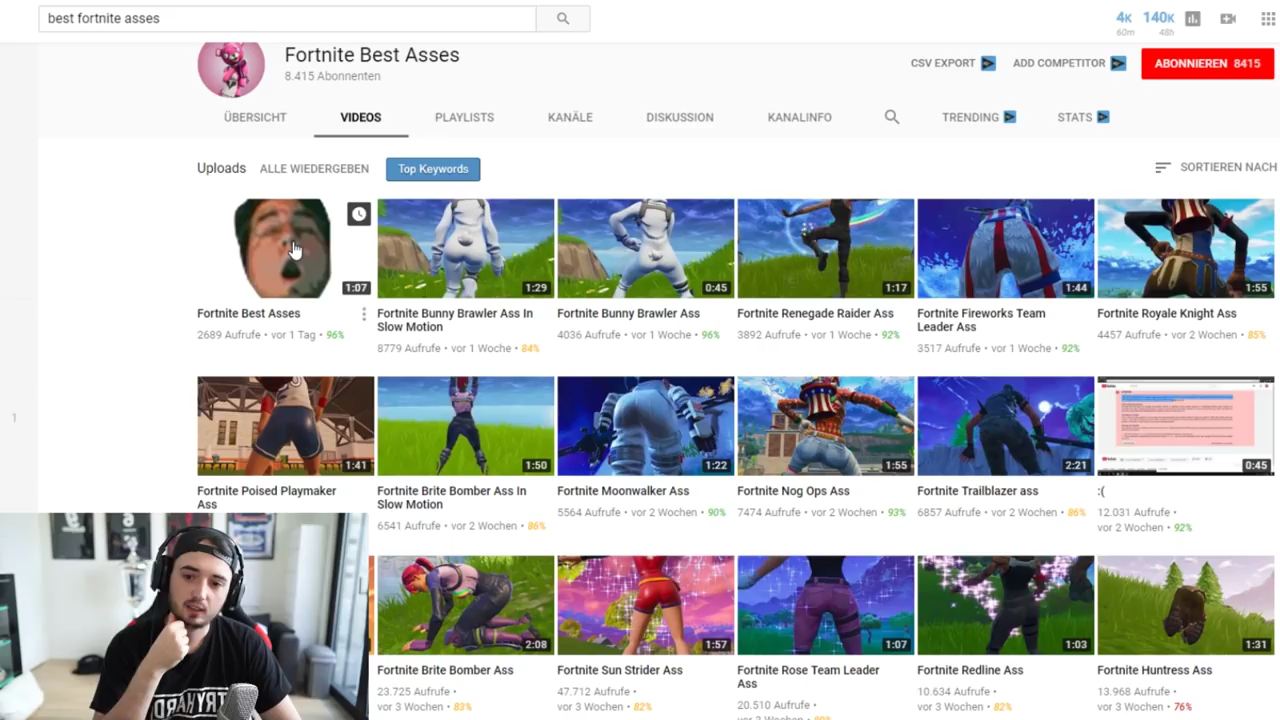 best fortnite asses
4K
140K
60m
48h
Fortnite Best Asses
8.415 Abonnenten
CSV EXPORT
ADD COMPETITOR
ABONNIEREN 8415
ÜBERSICHT
VIDEOS
PLAYLISTS
KANÄLE
DISKUSSION
KANALINFO
TRENDING
STATS
Uploads
ALLE WIEDERGEBEN
Top Keywords
SORTIEREN NACH
1:07
1:29
0:45
1:17
1:44
1:55
Fortnite Best Asses
2689 Aufrufe • vor 1 Tag • 96%
Fortnite Bunny Brawler Ass In
Slow Motion
8779 Aufrufe • vor 1 Woche • 84%
Fortnite Bunny Brawler Ass
4036 Aufrufe • vor 1 Woche • 96%
Fortnite Renegade Raider Ass
3892 Aufrufe • vor 1 Woche • 92%
Fortnite Fireworks Team
Leader Ass
3517 Aufrufe • vor 1 Woche • 92%
Fortnite Royale Knight Ass
4457 Aufrufe • vor 2 Wochen • 85%
1
1:41
1:50
1:22
1:55
2:21
0:45
Fortnite Poised Playmaker
Ass
Fortnite Brite Bomber Ass In
Slow Motion
6541 Aufrufe • vor 2 Wochen • 86%
Fortnite Moonwalker Ass
5564 Aufrufe • vor 2 Wochen • 90%
Fortnite Nog Ops Ass
7474 Aufrufe • vor 2 Wochen • 93%
Fortnite Trailblazer ass
6857 Aufrufe • vor 2 Wochen • 86%
:(
12.031 Aufrufe •
vor 2 Wochen • 92%
2:08
1:57
1:07
1:03
1:31
Fortnite Brite Bomber Ass
23.725 Aufrufe •
vor 3 Wochen • 83%
Fortnite Sun Strider Ass
47.712 Aufrufe •
vor 3 Wochen • 82%
Fortnite Rose Team Leader
Ass
20.510 Aufrufe •
vor 3 Wochen
Fortnite Redline Ass
10.634 Aufrufe •
vor 3 Wochen • 82%
Fortnite Huntress Ass
13.968 Aufrufe •
vor 3 Wochen • 76%